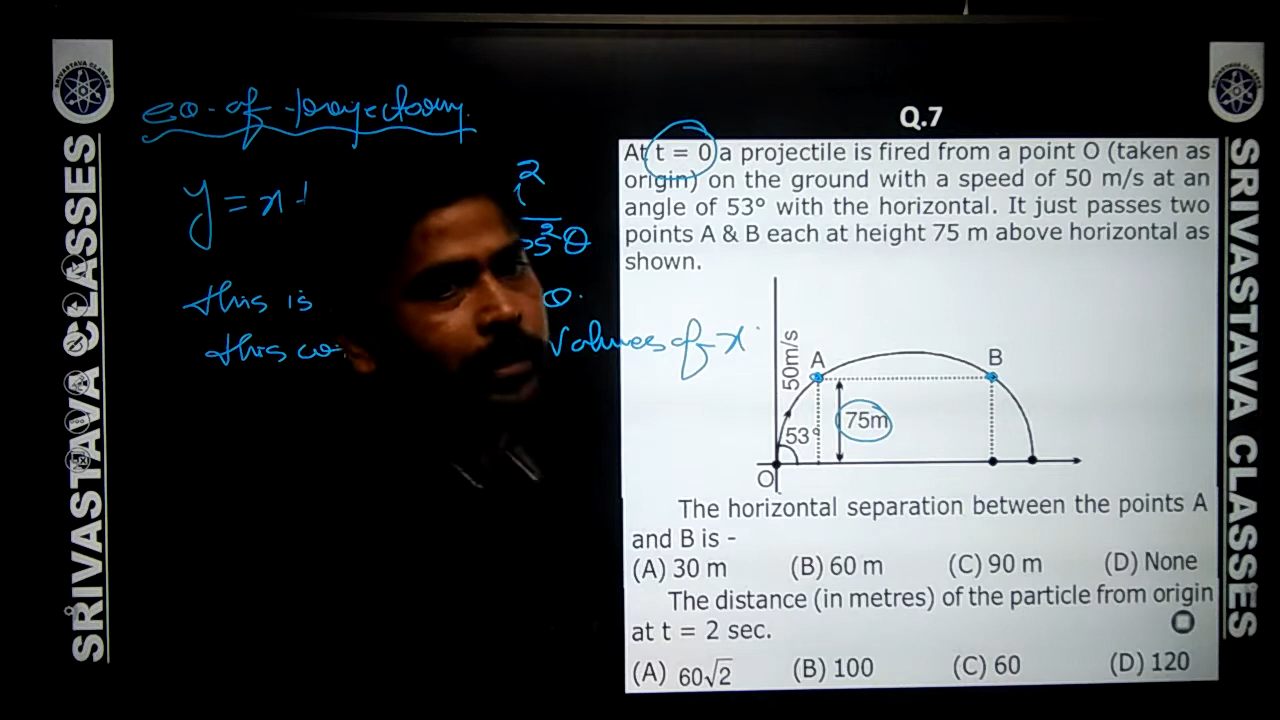 SRIVASTAVA CLASSES
SRIVASTAVA CLASSES
eq. of trajectory.
y = x
2
θ
this is
θ.
this
values of x.
Q.7
At t = 0 a projectile is fired from a point O (taken as
origin) on the ground with a speed of 50 m/s at an
angle of 53° with the horizontal. It just passes two
points A & B each at height 75 m above horizontal as
shown.
50m/s
A
B
53°
75m
O
The horizontal separation between the points A
and B is -
(A) 30 m (B) 60 m (C) 90 m (D) None
The distance (in metres) of the particle from origin
at t = 2 sec.
(A) 60√2 (B) 100 (C) 60 (D) 120
SRIVASTAVA CLASSES
SRIVASTAVA CLASSES